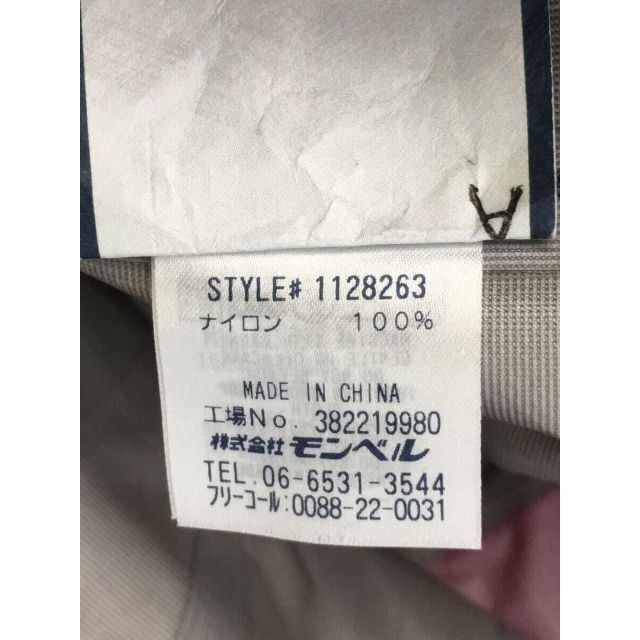 A
STYLE# 1128263
ナイロン 100%
MADE IN CHINA
工場No. 382219980
株式会社 モンベル
TEL.06-6531-3544
フリーコール:0088-22-0031